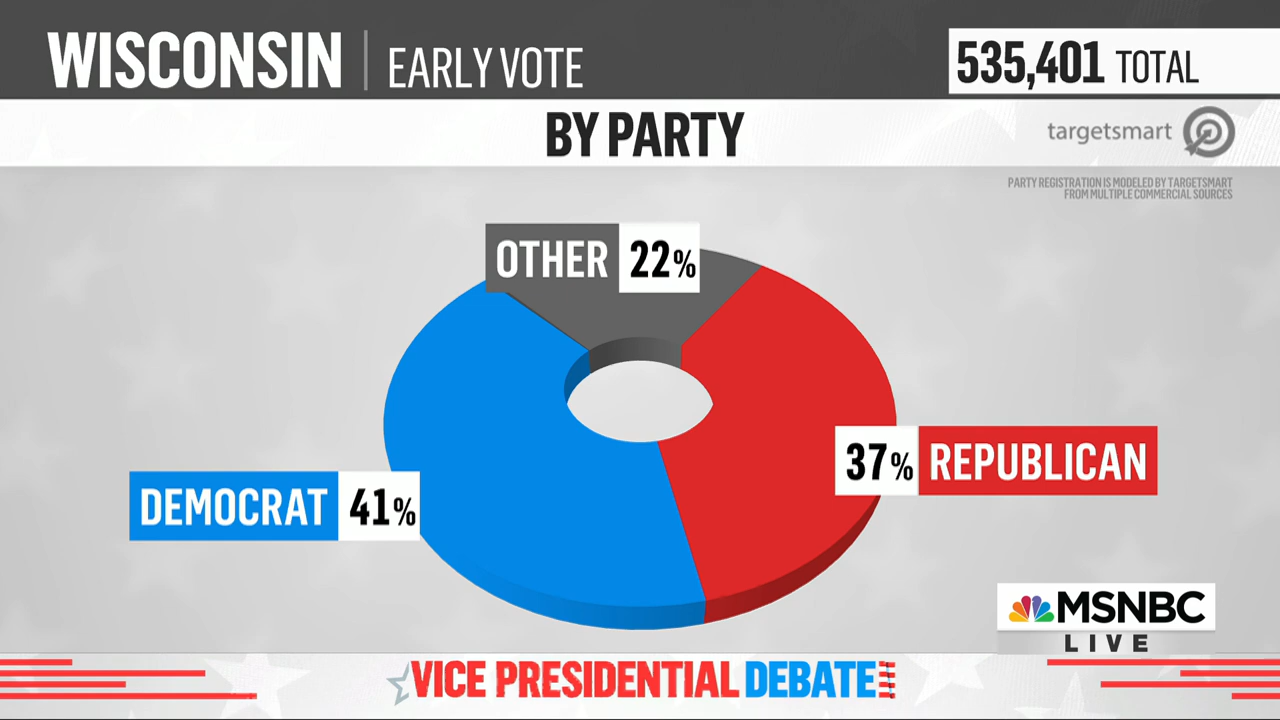 WISCONSIN | EARLY VOTE
535,401 TOTAL
BY PARTY
targetsmart
PARTY REGISTRATION IS MODELED BY TARGETSMART
FROM MULTIPLE COMMERCIAL SOURCES
OTHER 22%
37% REPUBLICAN
DEMOCRAT 41%
MSNBC
LIVE
VICE PRESIDENTIAL DEBATE